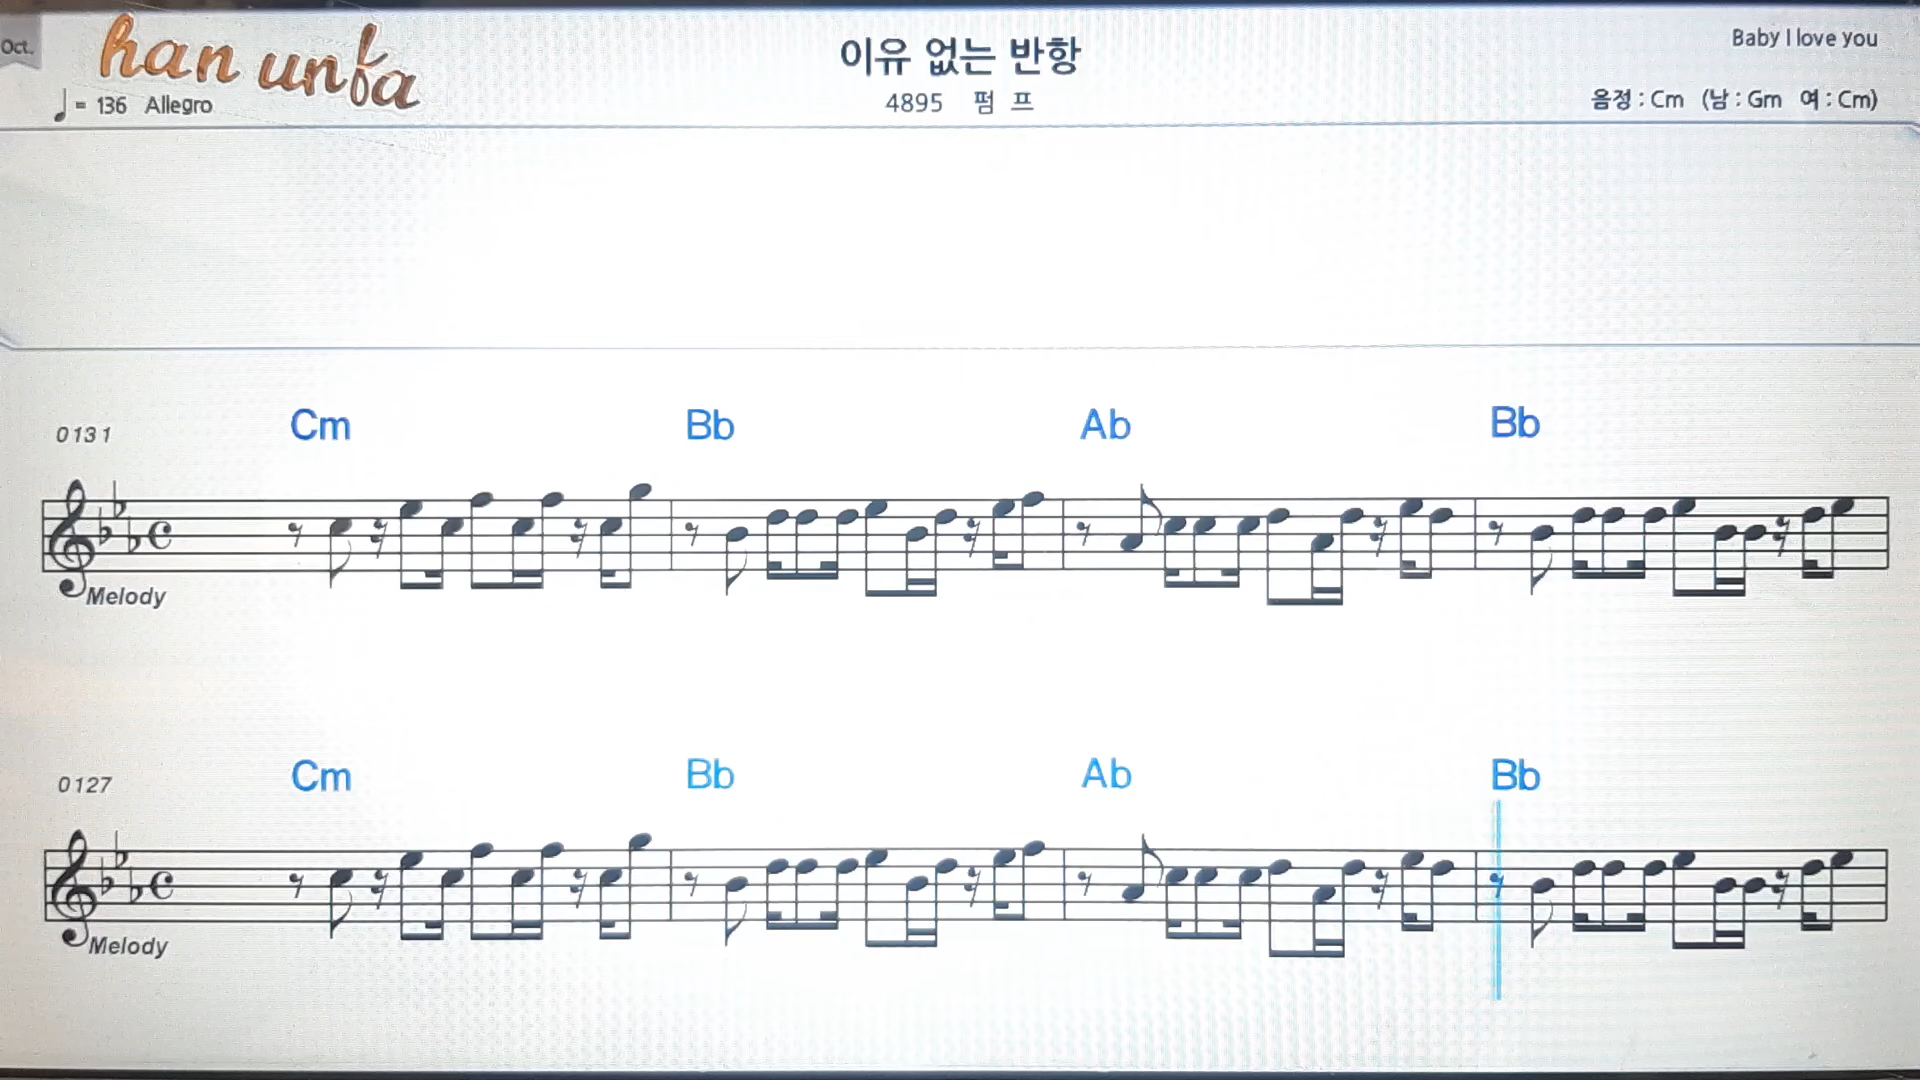 Oct.
han unfa
이유 없는 반항
Baby I love you
♩ = 136 Allegro
4895 펌 프
음정 : Cm (남 : Gm 여 : Cm)
Cm Bb Ab Bb
0131
Melody
Cm Bb Ab Bb
0127
Melody